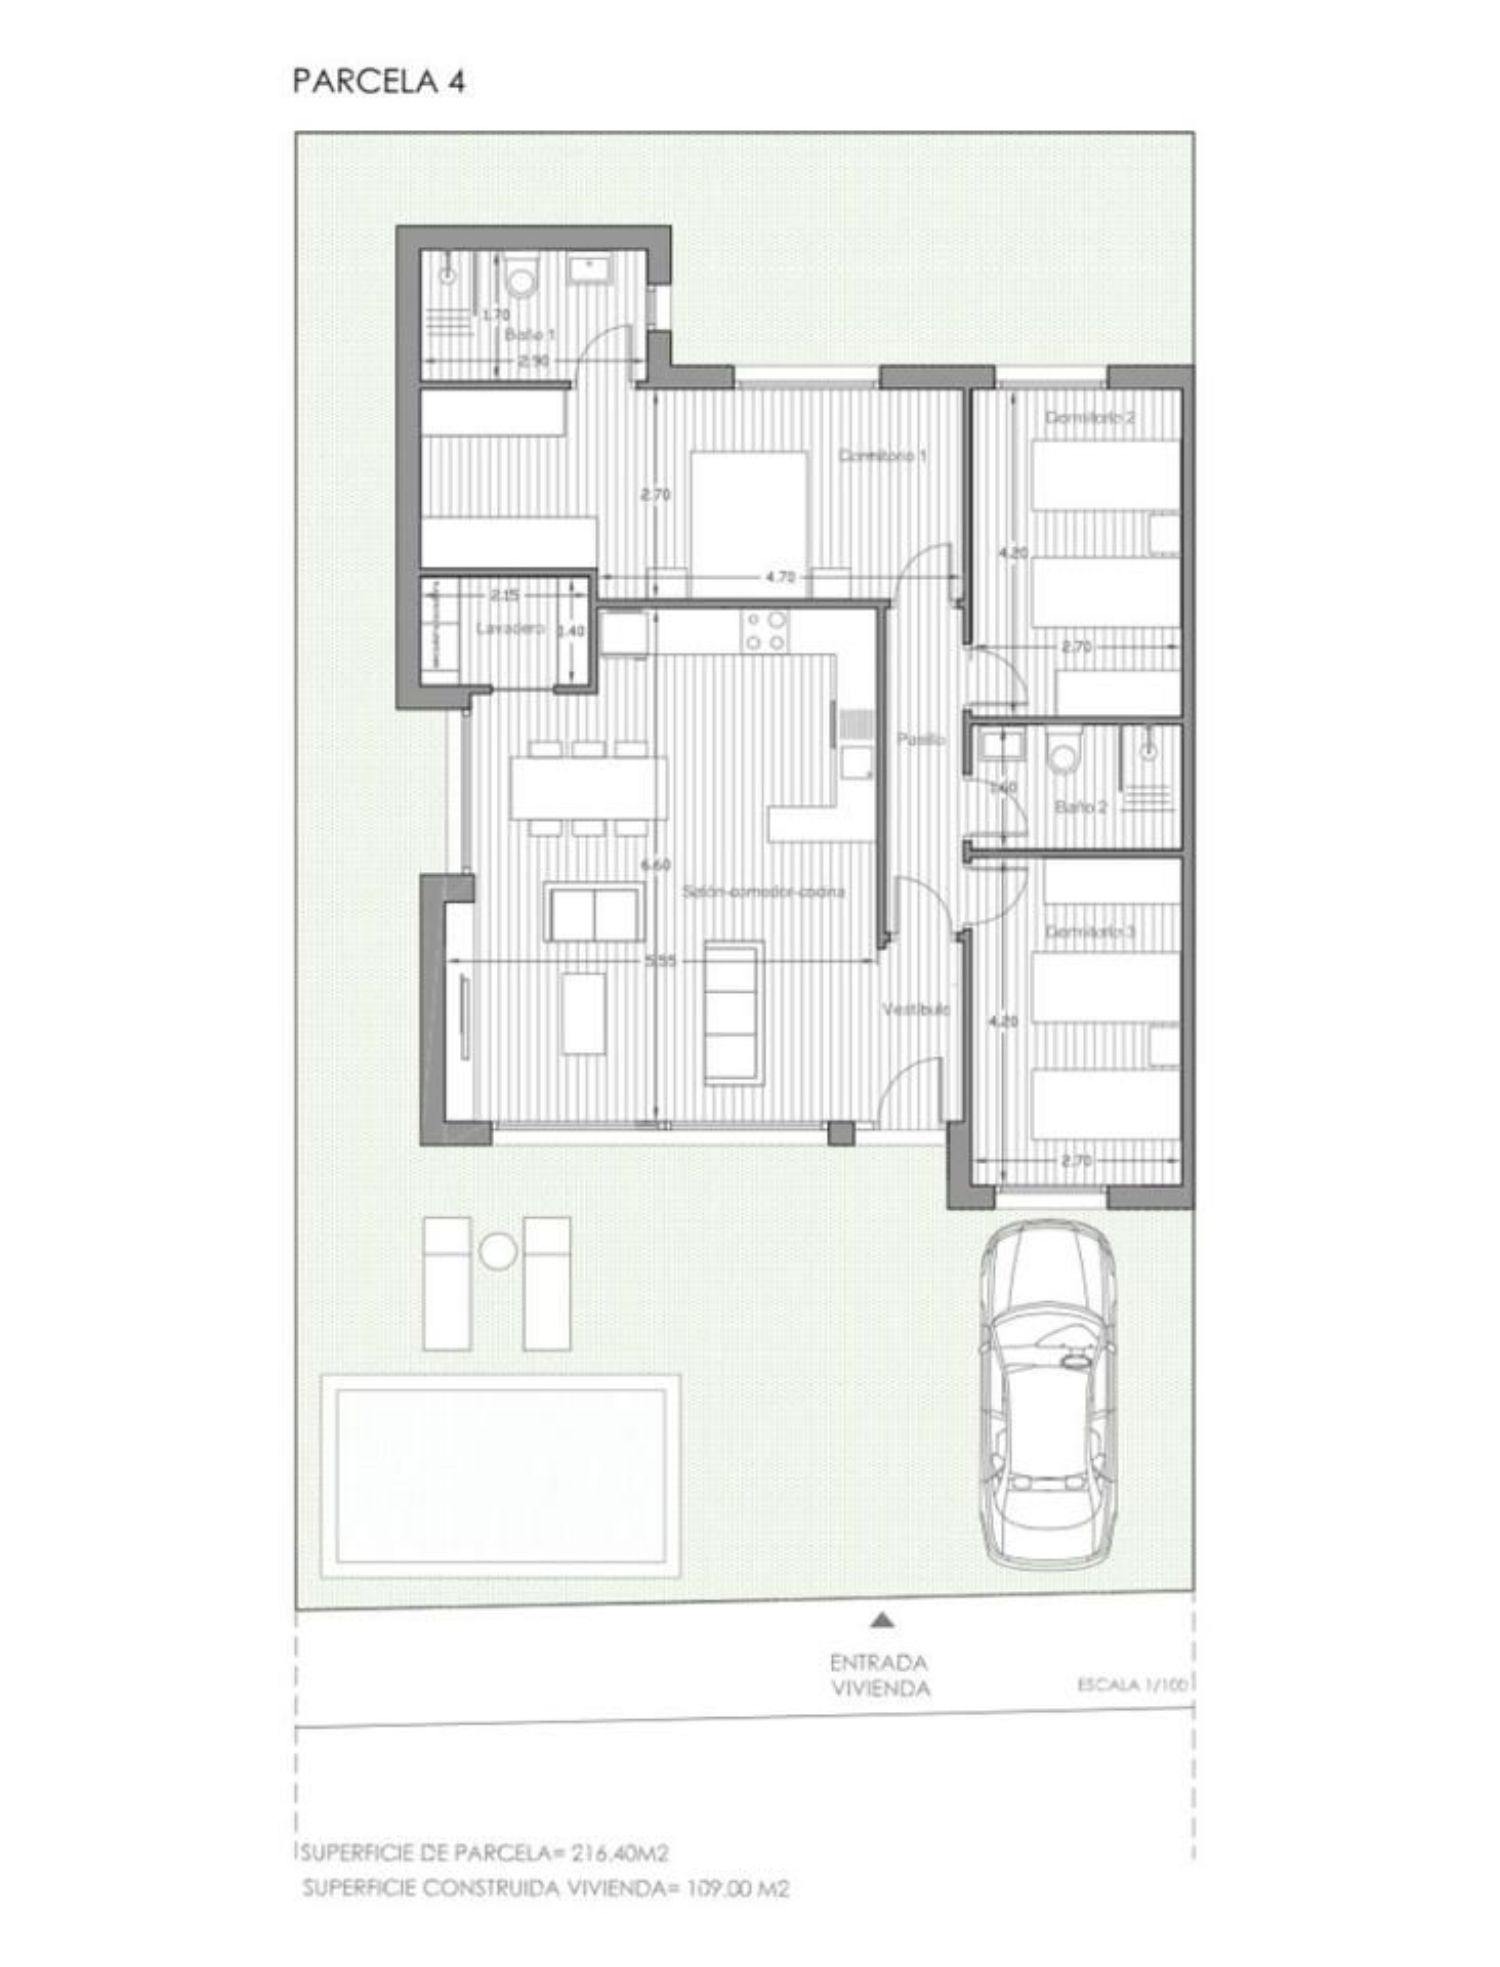 PARCELA 4
1.70
Baño 1
2.90
Dormitorio 2
Dormitorio 1
2.70
4.20
4.70
2.15
Lavadero
1.40
2.70
Pasillo
1.60
Baño 2
6.60
Salón-comedor-cocina
Dormitorio 3
5.55
Vestíbulo
4.20
2.70
ENTRADA
VIVIENDA
ESCALA 1/100
SUPERFICIE DE PARCELA= 216.40M2
SUPERFICIE CONSTRUIDA VIVIENDA= 109.00 M2